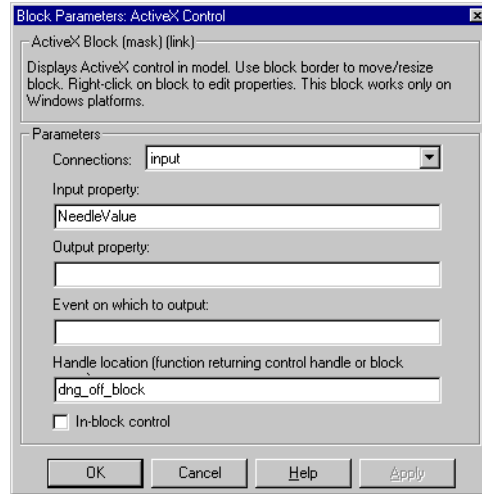 Block Parameters: ActiveX Control
ActiveX Block (mask) (link)
Displays ActiveX control in model. Use block border to move/resize
block. Right-click on block to edit properties. This block works only on
Windows platforms.
Parameters
Connections: input
Input property:
NeedleValue
Output property:
Event on which to output:
Handle location (function returning control handle or block
dng_off_block
In-block control
OK Cancel Help Apply